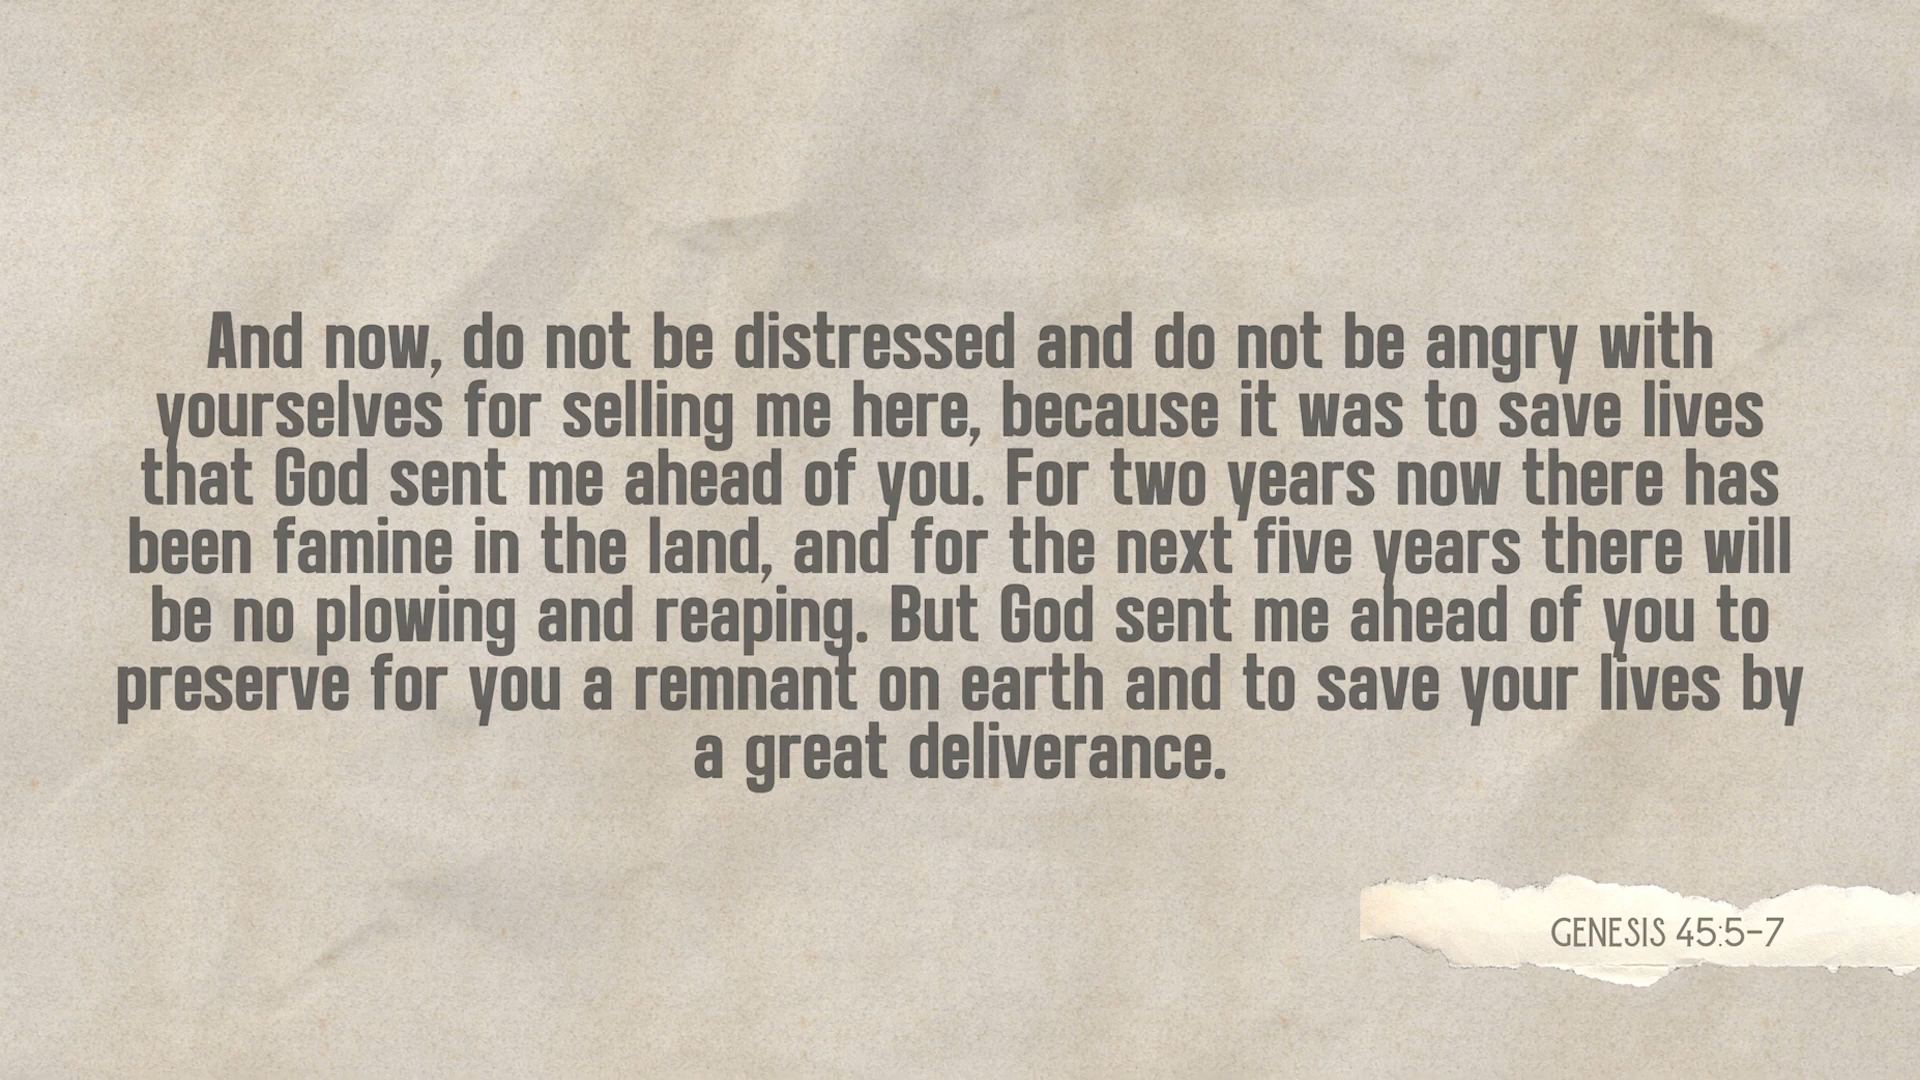 And now, do not be distressed and do not be angry with
yourselves for selling me here, because it was to save lives
that God sent me ahead of you. For two years now there has
been famine in the land, and for the next five years there will
be no plowing and reaping. But God sent me ahead of you to
preserve for you a remnant on earth and to save your lives by
a great deliverance.
GENESIS 45:5-7